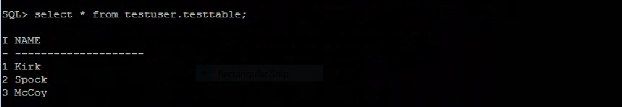 SQL> select * from testuser.testtable;
I NAME
- --------------------
1 Kirk
2 Spock
3 McCoy